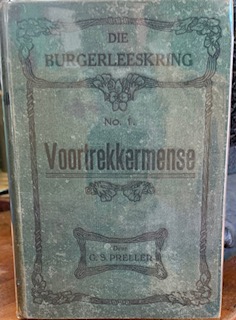 DIE
BURGERLEESKRING
No. 1.
Voortrekkermense
Deur
G. S. PRELLER